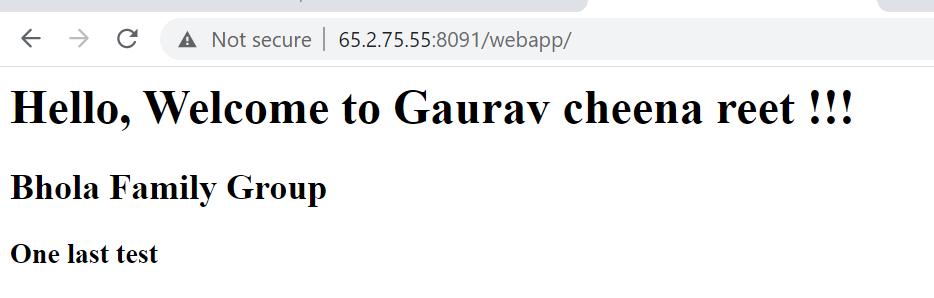 Not secure | 65.2.75.55:8091/webapp/
Hello, Welcome to Gaurav cheena reet !!!
Bhola Family Group
One last test